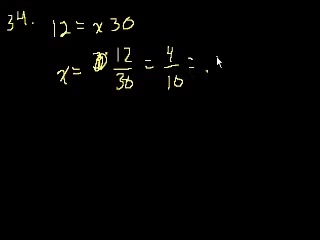 34. 12 = x 30
x = 12/30 = 4/10 = .